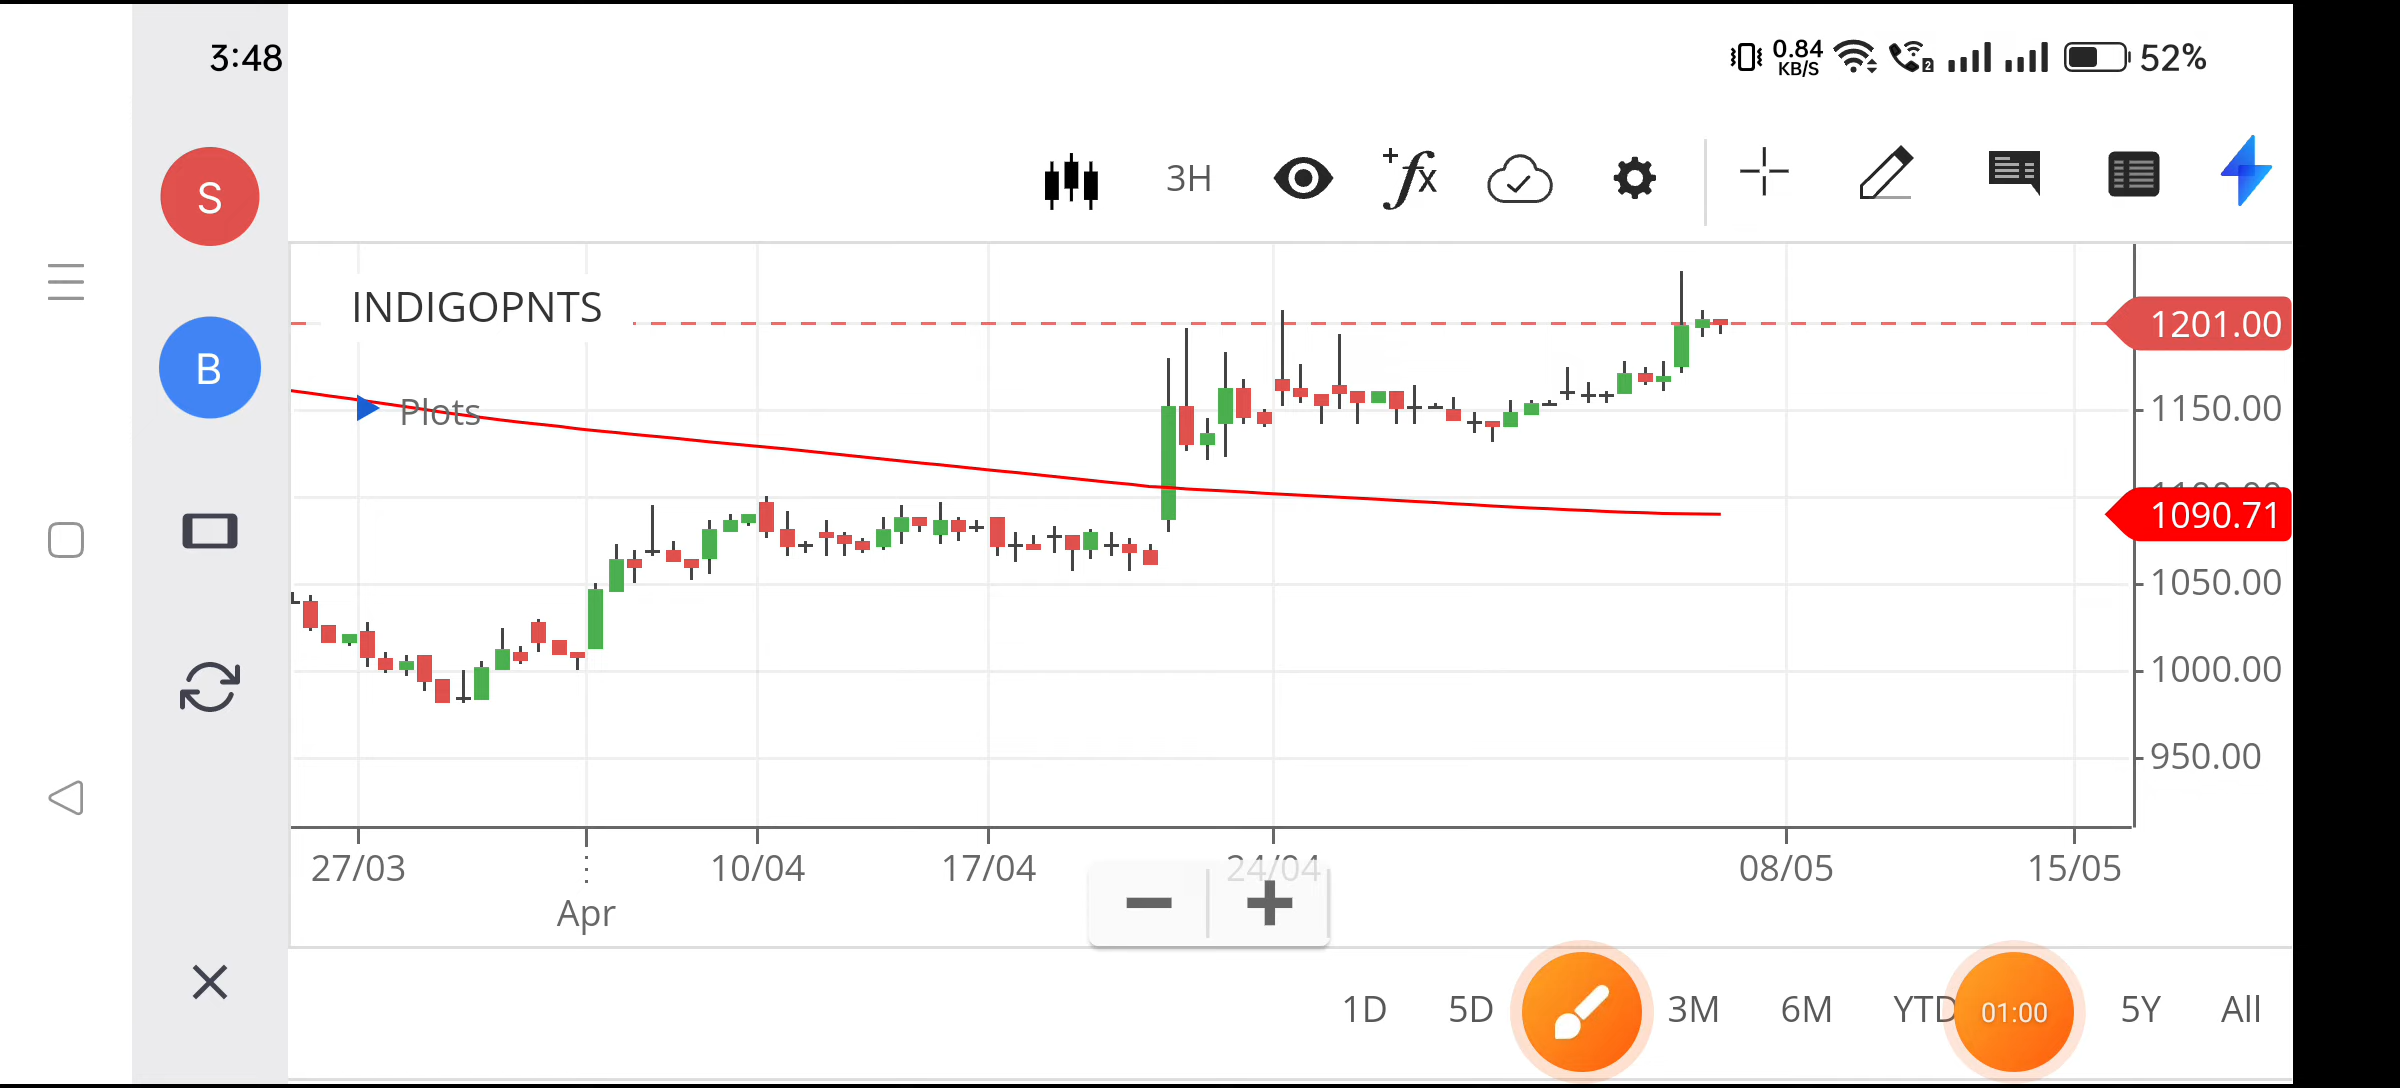 3:48
0.84
KB/S
2
52%
S
B
3H
+fx
INDIGOPNTS
Plots
1201.00
1150.00
1090.71
1050.00
1000.00
950.00
27/03
10/04
17/04
24/04
08/05
15/05
Apr
1D
5D
3M
6M
YTD
01:00
5Y
All